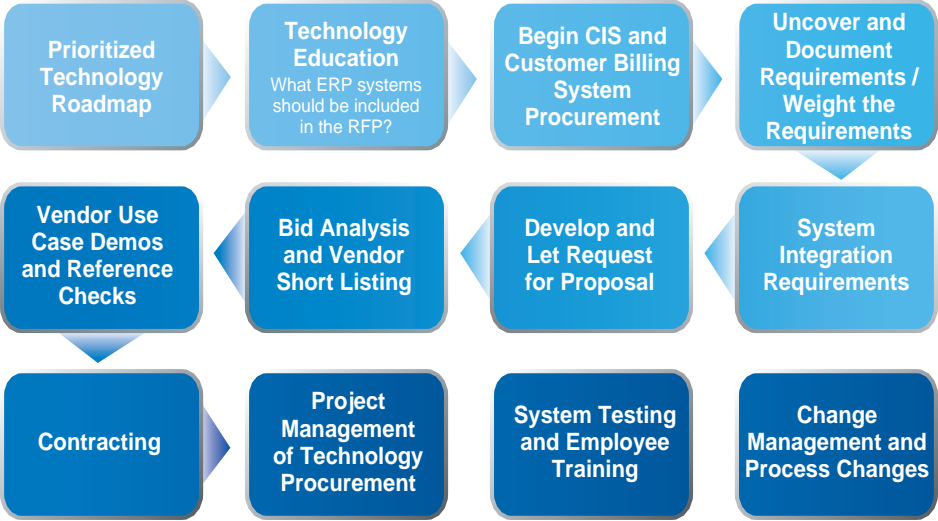 Prioritized
Technology
Roadmap
Technology
Education
What ERP systems
should be included
in the RFP?
Begin CIS and
Customer Billing
System
Procurement
Uncover and
Document
Requirements /
Weight the
Requirements
System
Integration
Requirements
Develop and
Let Request
for Proposal
Bid Analysis
and Vendor
Short Listing
Vendor Use
Case Demos
and Reference
Checks
Contracting
Project
Management
of Technology
Procurement
System Testing
and Employee
Training
Change
Management and
Process Changes